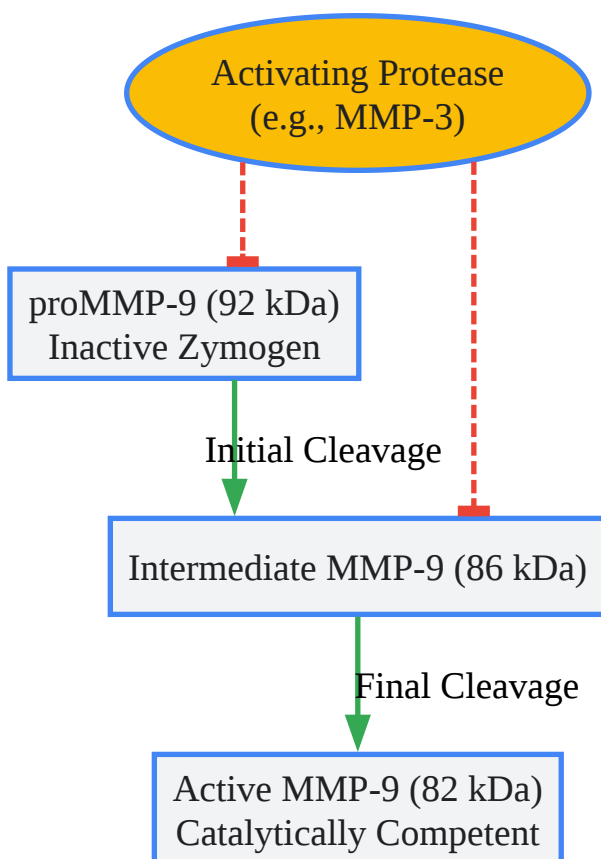 Activating Protease
(e.g., MMP-3)
proMMP-9 (92 kDa)
Inactive Zymogen
Initial Cleavage
Intermediate MMP-9 (86 kDa)
Final Cleavage
Active MMP-9 (82 kDa)
Catalytically Competent